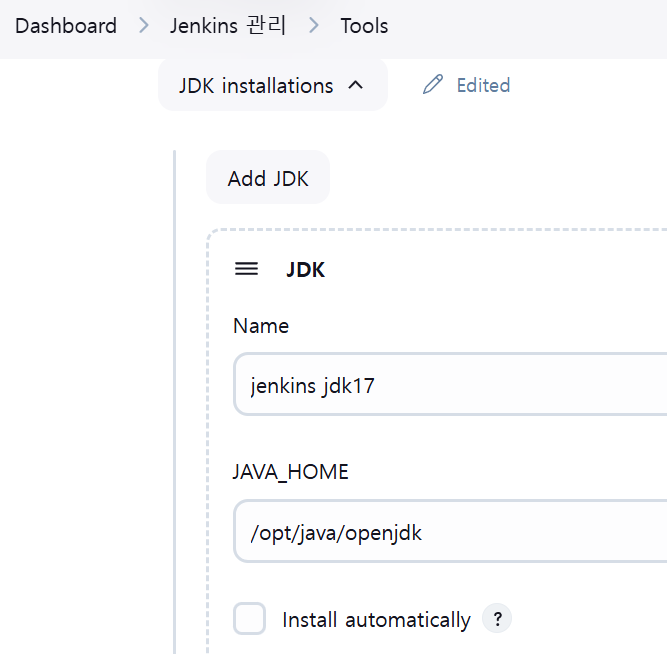 Dashboard > Jenkins 관리 > Tools
JDK installations Edited
Add JDK
JDK
Name
jenkins jdk17
JAVA_HOME
/opt/java/openjdk
Install automatically ?